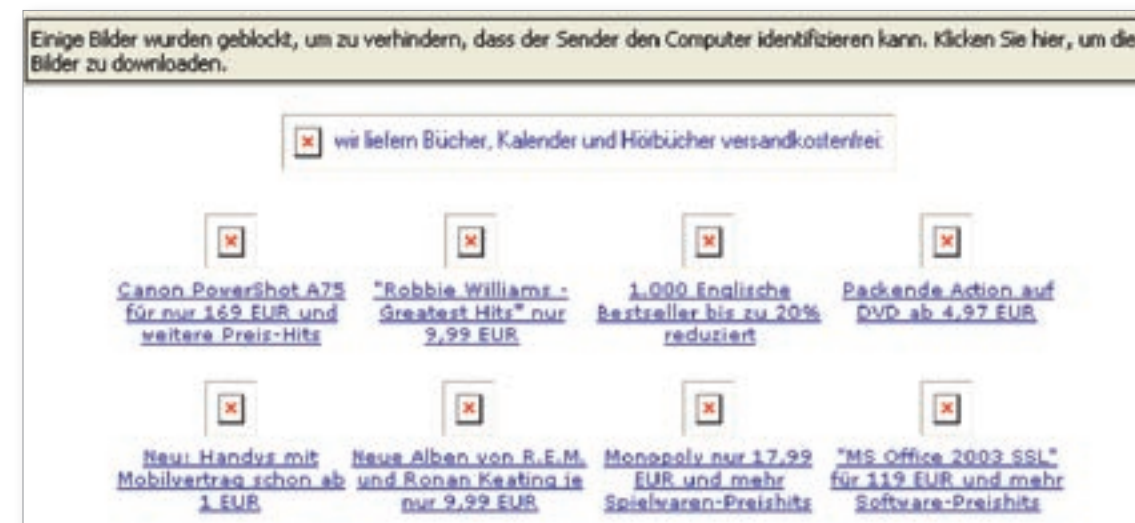 Einige Bilder wurden geblockt, um zu verhindern, dass der Sender den Computer identifizieren kann. Klicken Sie hier, um die
Bilder zu downloaden.
wir liefern Bücher, Kalender und Hörbücher versandkostenfrei:
Canon PowerShot A75
für nur 169 EUR und
weitere Preis-Hits
"Robbie Williams -
Greatest Hits" nur
9,99 EUR
1.000 Englische
Bestseller bis zu 20%
reduziert
Packende Action auf
DVD ab 4,97 EUR
Neu: Handys mit
Mobilvertrag schon ab
1 EUR
Neue Alben von R.E.M.
und Ronan Keating je
nur 9,99 EUR
Monopoly nur 17,99
EUR und mehr
Spielwaren-Preishits
"MS Office 2003 SSL"
für 119 EUR und mehr
Software-Preishits